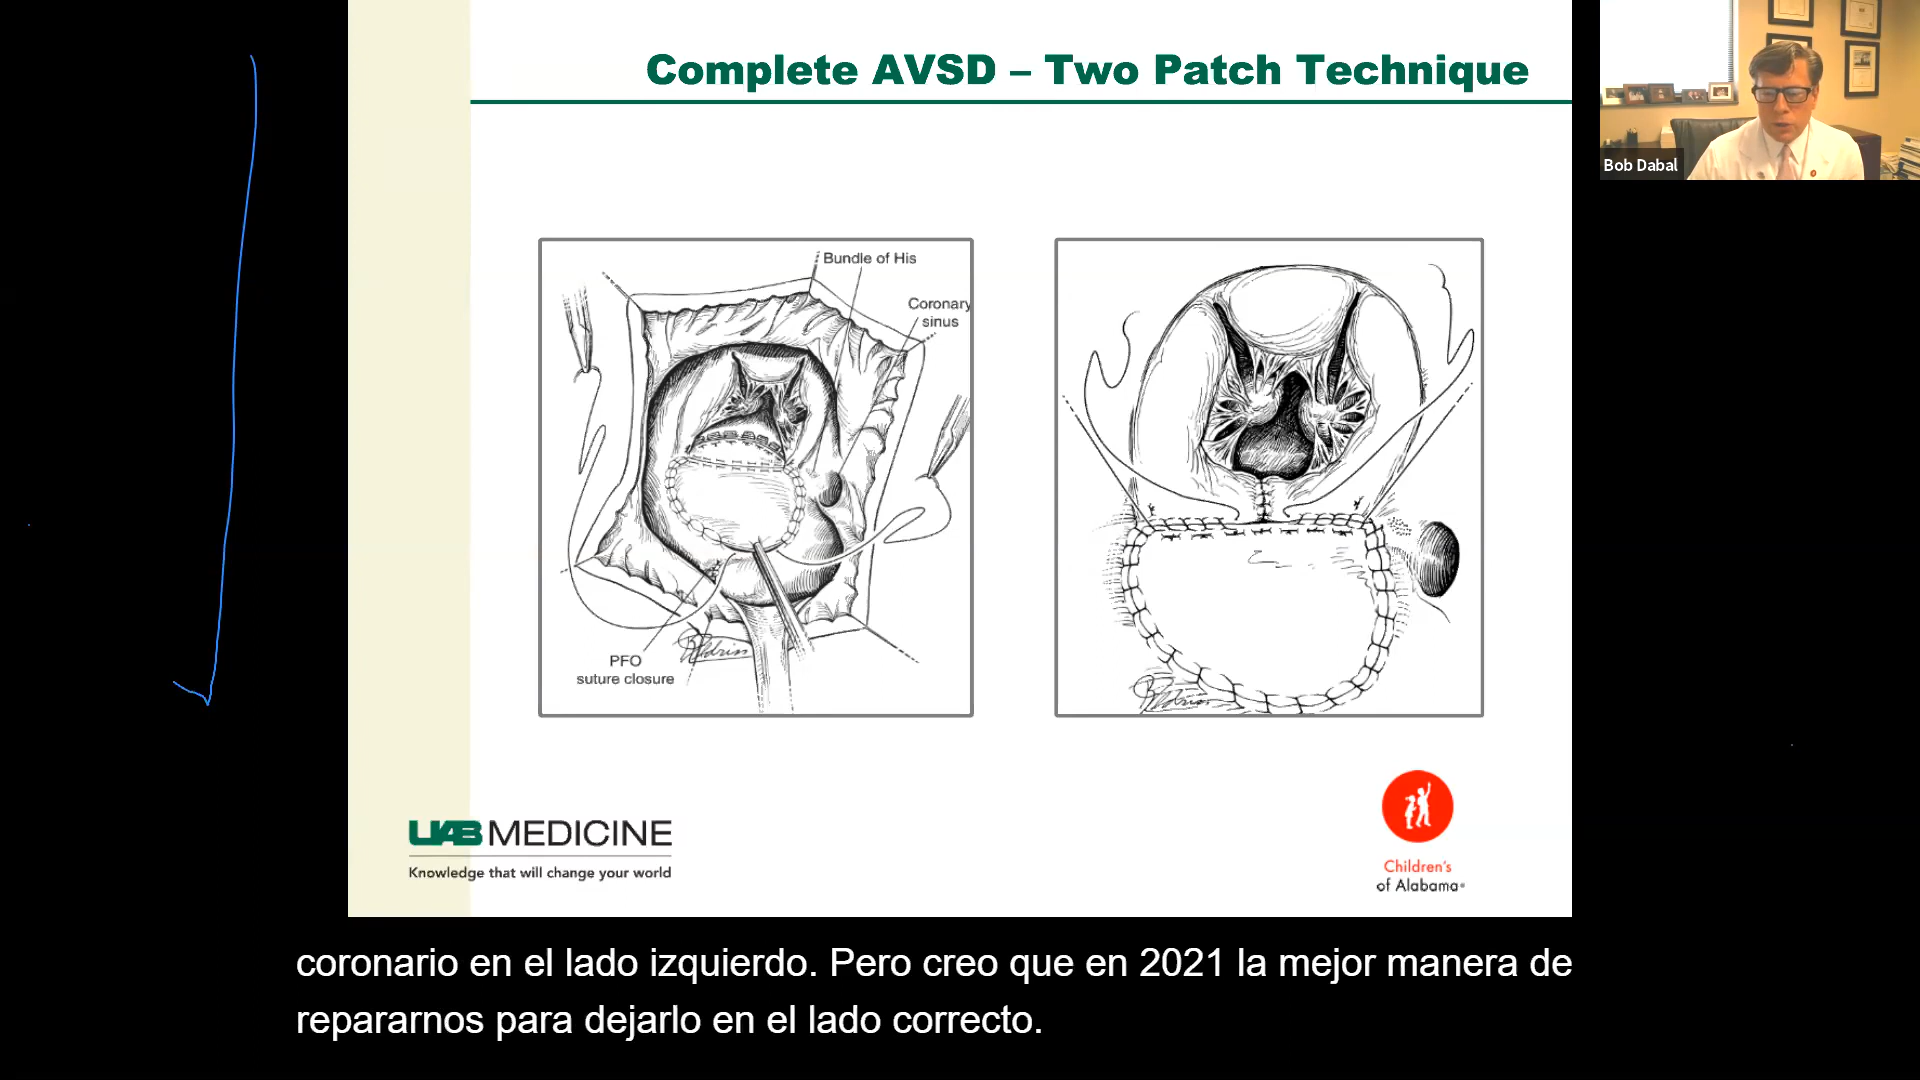 Complete AVSD – Two Patch Technique
Bob Dabal
Bundle of His
Coronary
sinus
PFO
suture closure
UAB MEDICINE
Knowledge that will change your world
Children's
of Alabama
coronario en el lado izquierdo. Pero creo que en 2021 la mejor manera de
repararnos para dejarlo en el lado correcto.